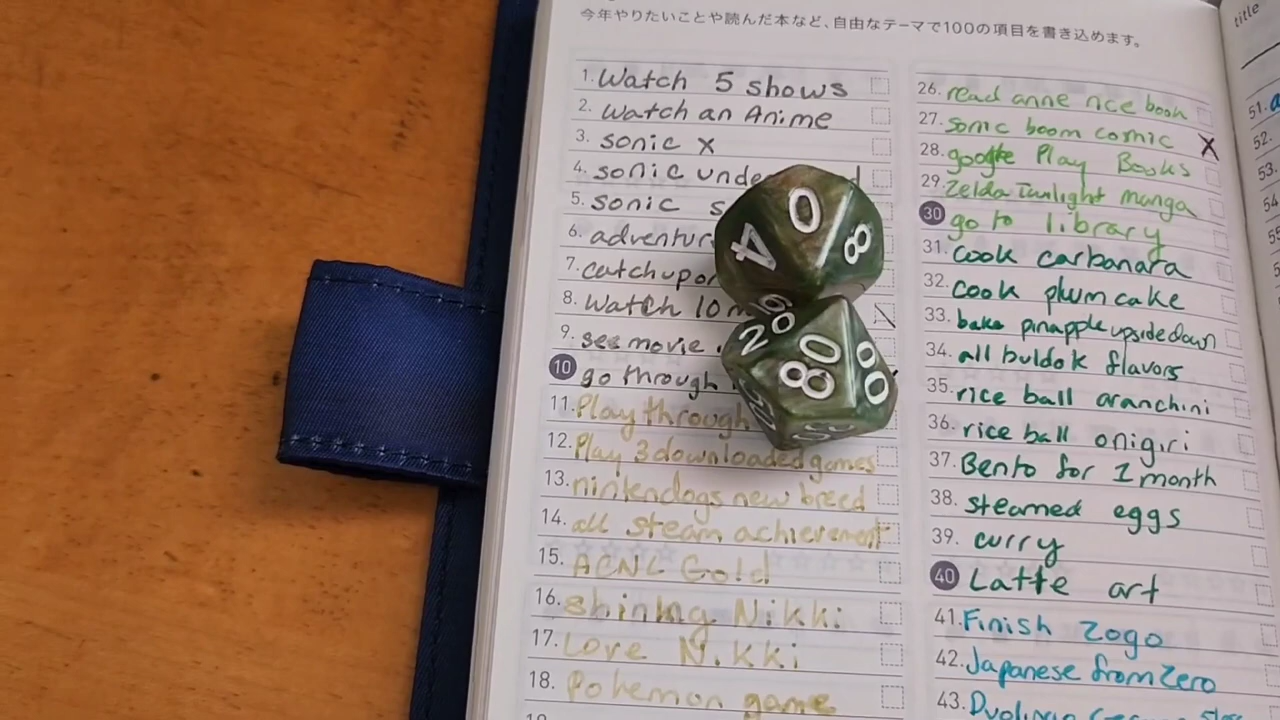 今年やりたいことや読んだ本など、自由なテーマで100の項目を書き込めます。
1. Watch 5 shows
2. Watch an Anime
3. sonic x
4. sonic
5. sonic
6.
7. catch up on
8. Watch 10
9. see movie
10 go through
11. Play through
12. Play 3 downloaded games
13. nintendogs new breed
14. all steam achievement
15. ACNL Gold
16. shining Nikki
17. Love Nikki
18. Pokemon game
26. read anne rice book
27. sonic boom comic
28. google Play Books
29. Zelda Twilight manga
30 go to library
31. cook carbanara
32. cook plum cake
33. bake pinapple upside down
34. all buldok flavors
35. rice ball aranchini
36. rice ball onigiri
37. Bento for 1 month
38. steamed eggs
39. curry
40 Latte art
41. Finish Zogo
42. Japanese from Zero
43.
title
51.
52.
53.
54
0
4
8
20
80
00